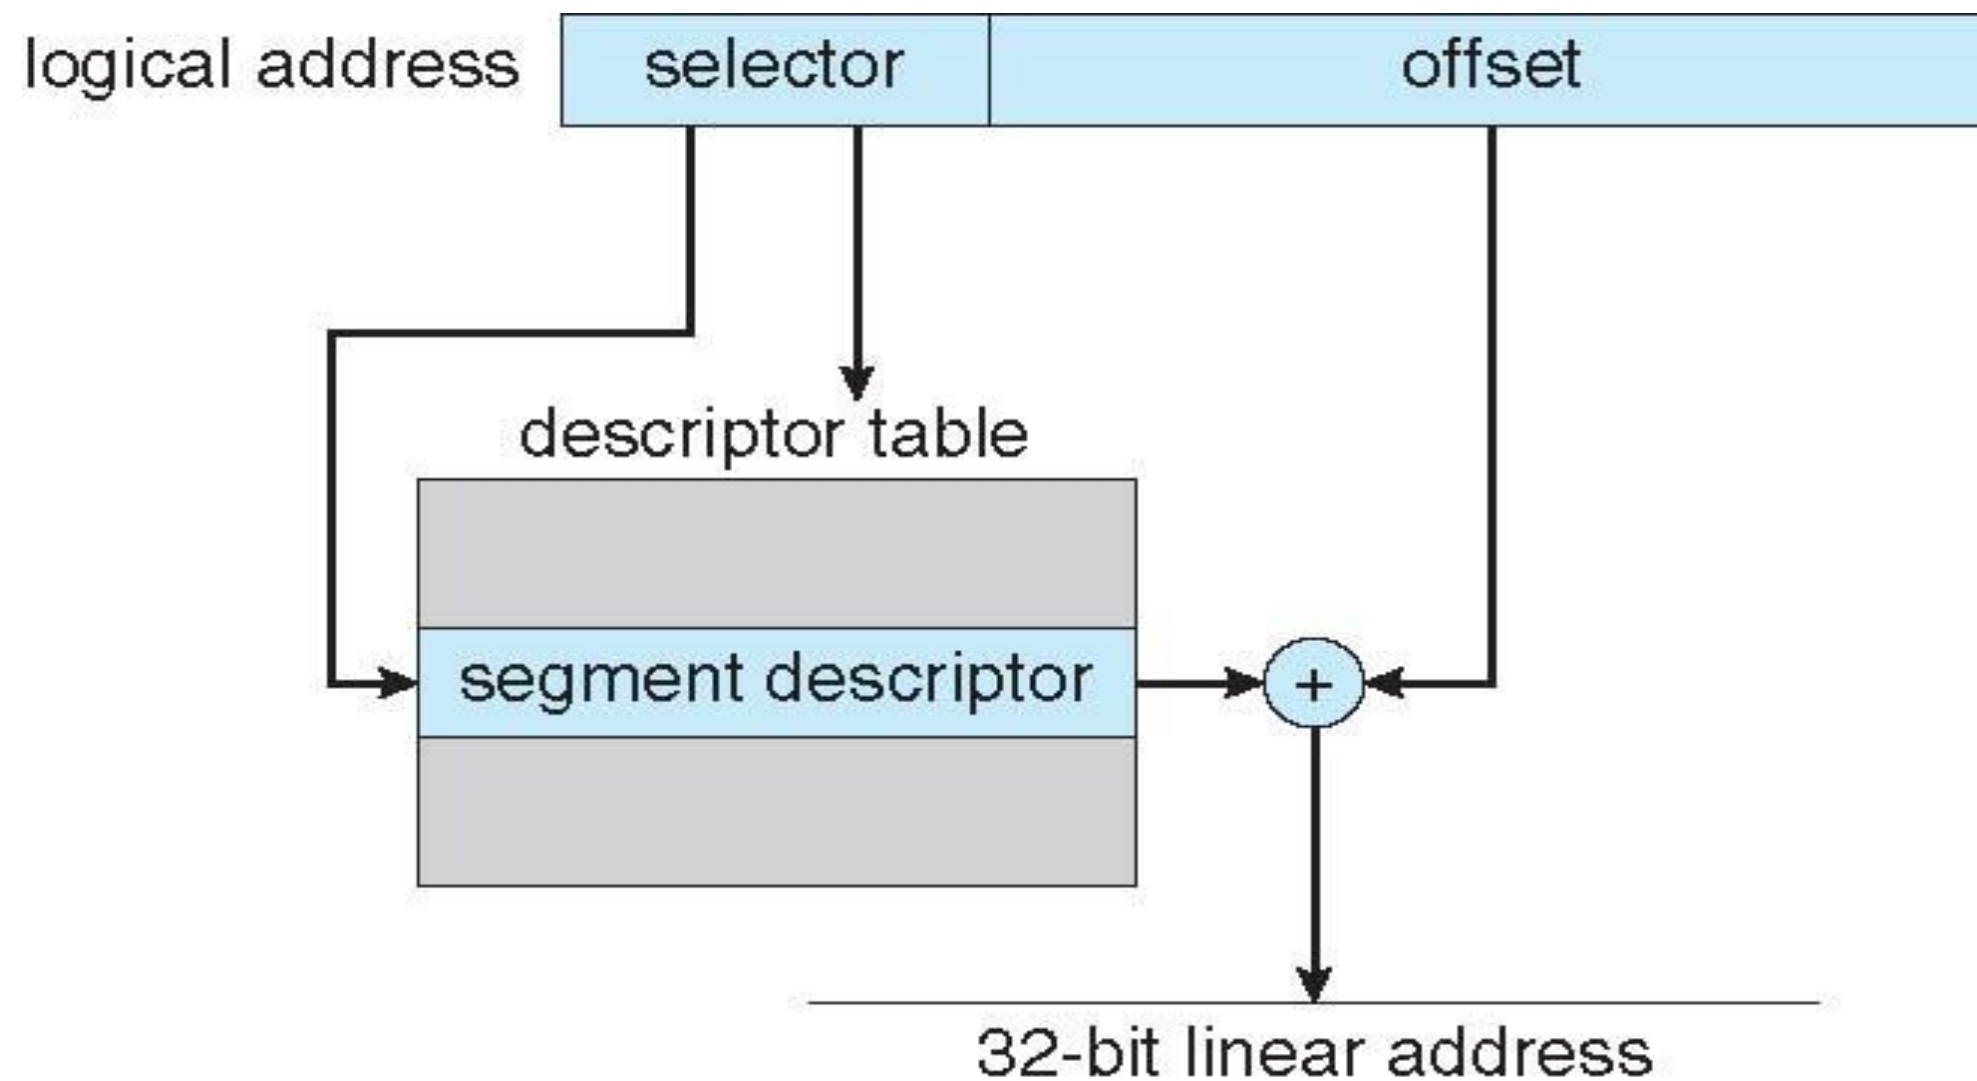 logical address selector offset
descriptor table
segment descriptor +
32-bit linear address